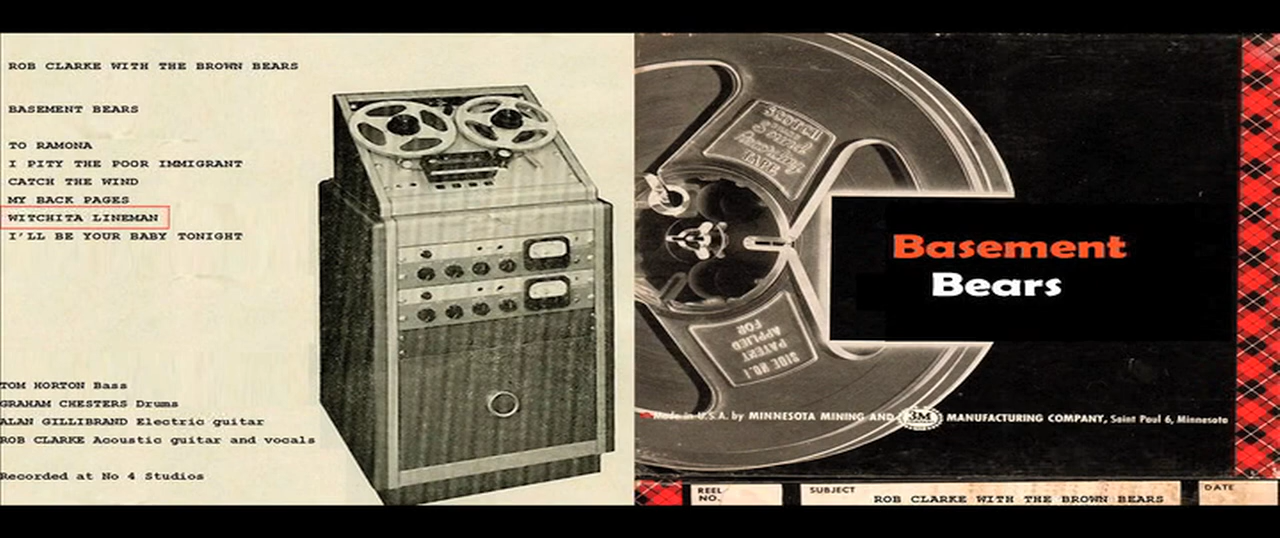 ROB CLARKE WITH THE BROWN BEARS
BASEMENT BEARS
TO RAMONA
I PITY THE POOR IMMIGRANT
CATCH THE WIND
MY BACK PAGES
WITCHITA LINEMAN
I'LL BE YOUR BABY TONIGHT
TOM HORTON Bass
GRAHAM CHESTERS Drums
ALAN GILLIBRAND Electric guitar
ROB CLARKE Acoustic guitar and vocals
Recorded at No 4 Studios
SCOTCH
Sound
Recording
TAPE
Basement
Bears
SIDE NO. 1
PATENT
APPLIED
FOR
Made in U.S.A. by MINNESOTA MINING AND 3M MANUFACTURING COMPANY, Saint Paul 6, Minnesota
REEL
NO.
SUBJECT
ROB CLARKE WITH THE BROWN BEARS
DATE